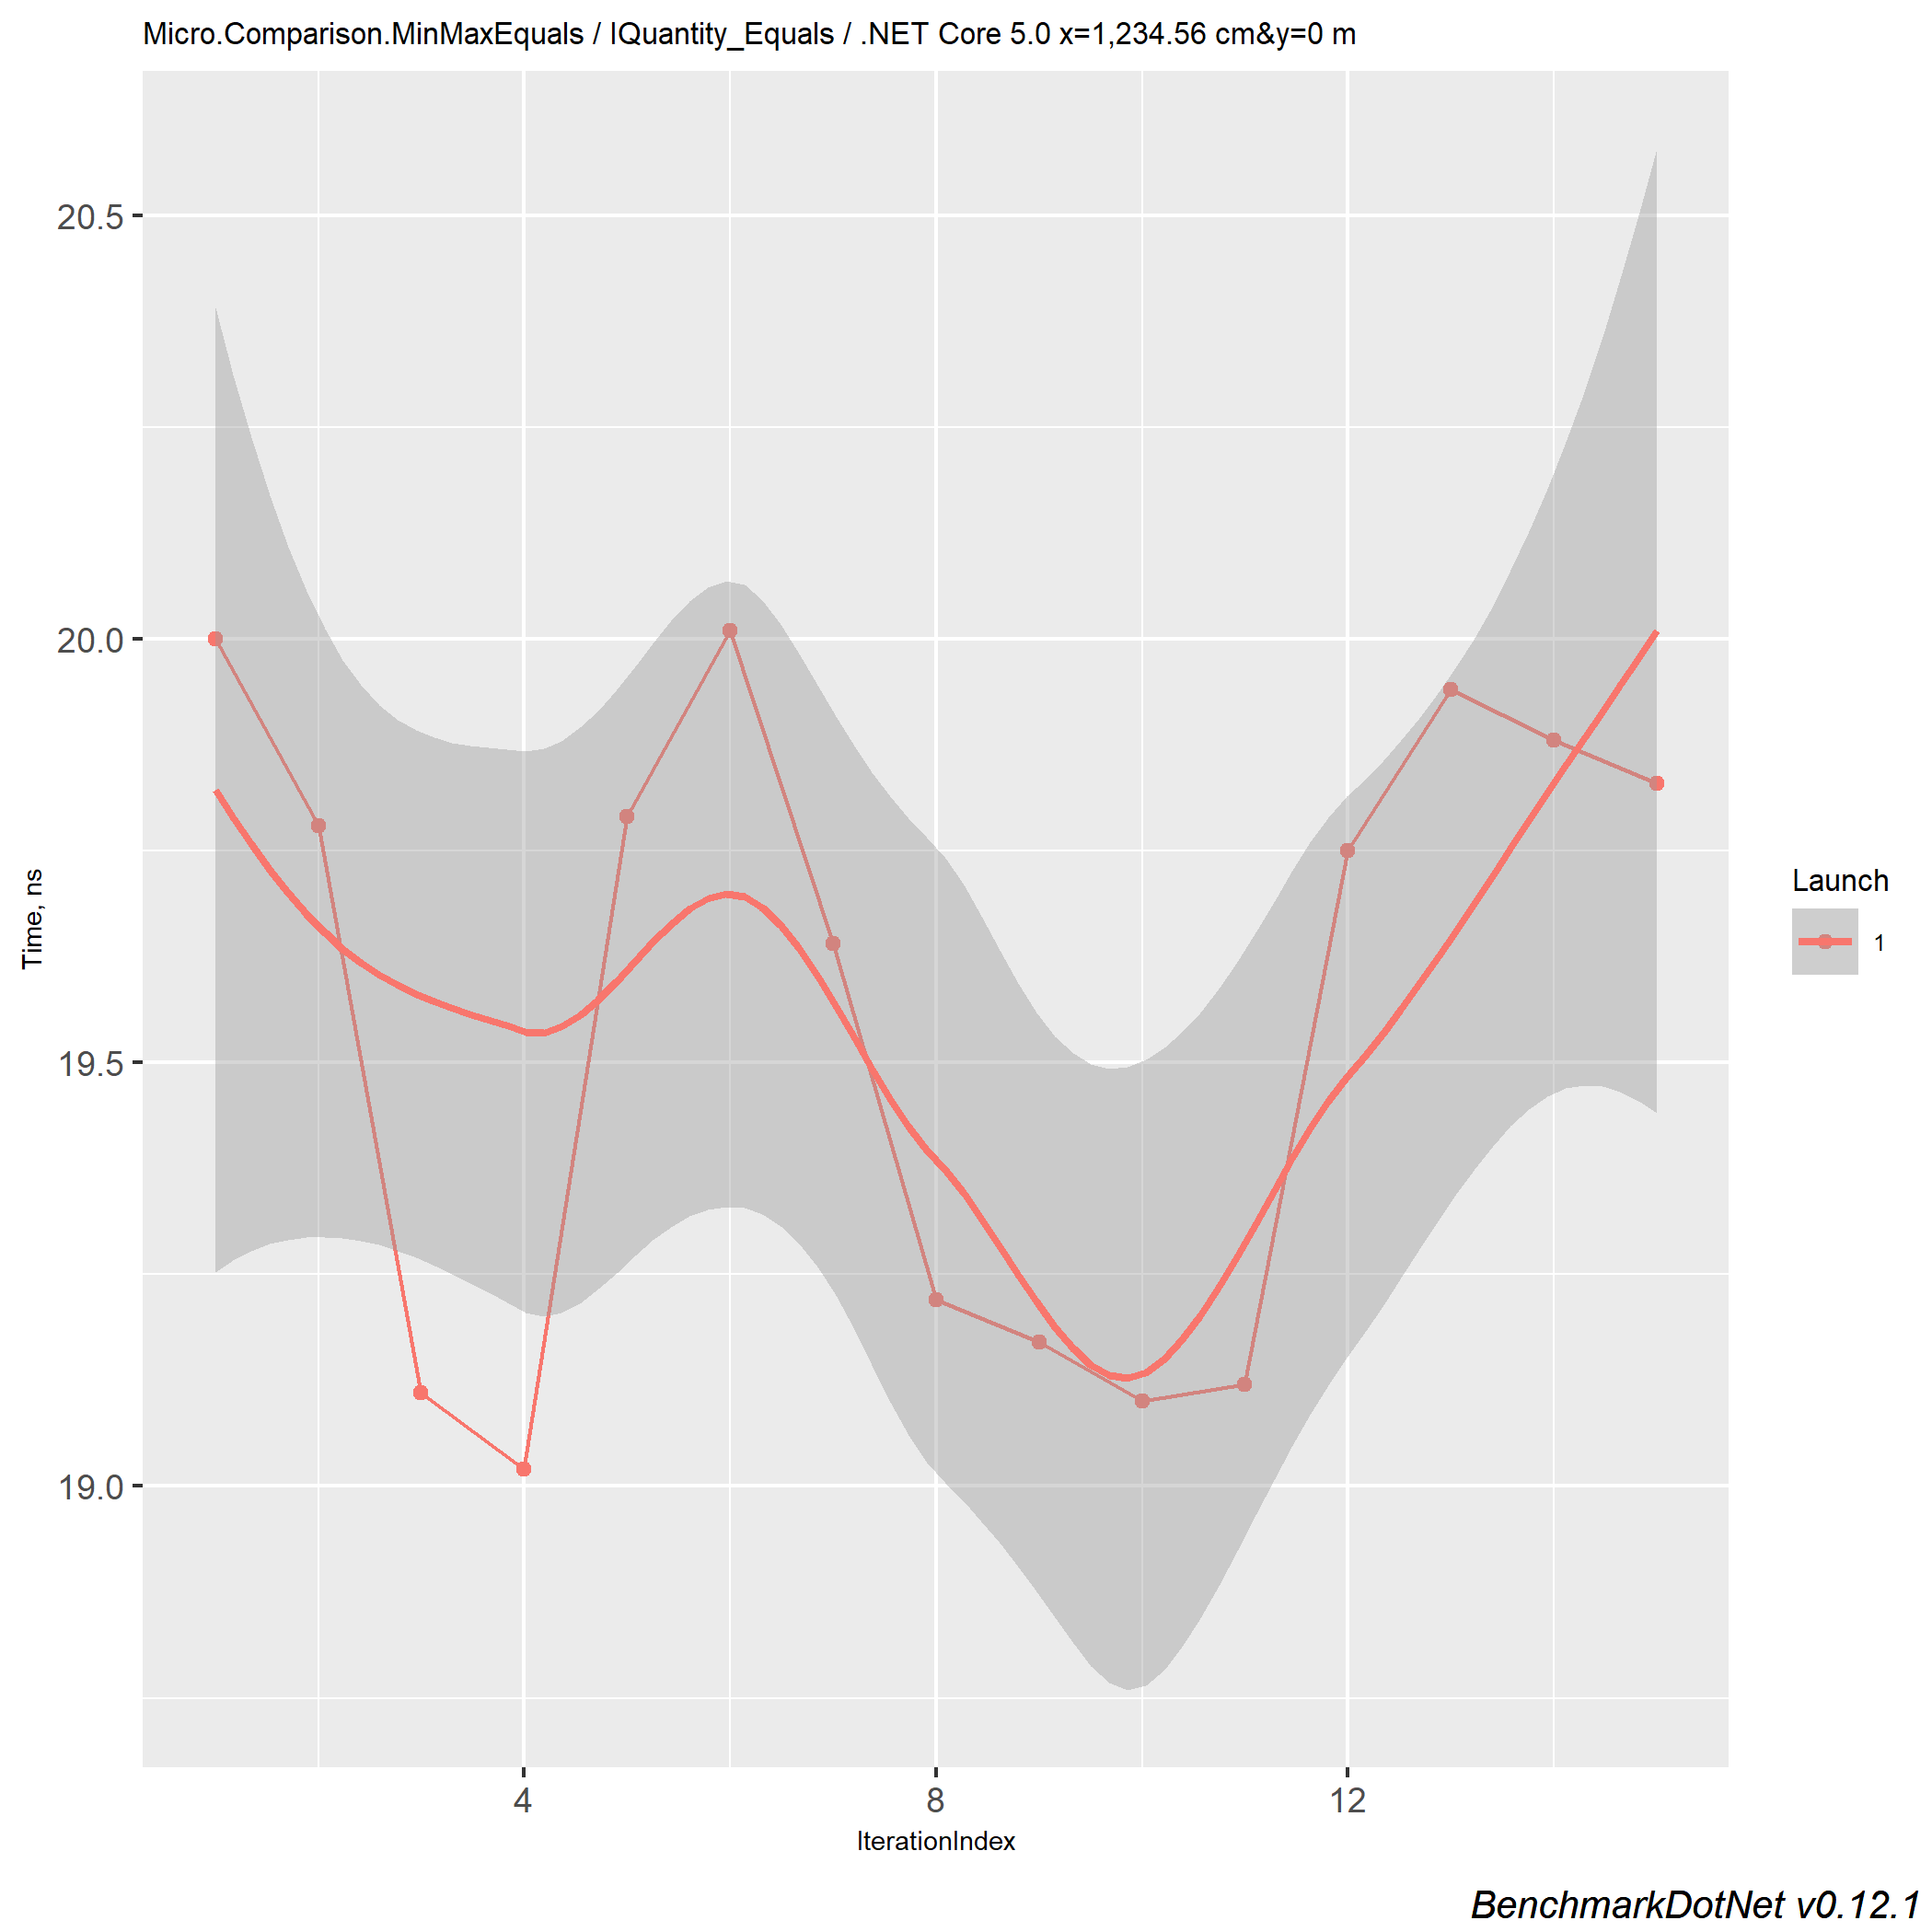 Micro.Comparison.MinMaxEquals / IQuantity_Equals / .NET Core 5.0 x=1,234.56 cm&y=0 m
20.5
20.0
19.5
19.0
Time, ns
4
8
12
IterationIndex
Launch
1
BenchmarkDotNet v0.12.1